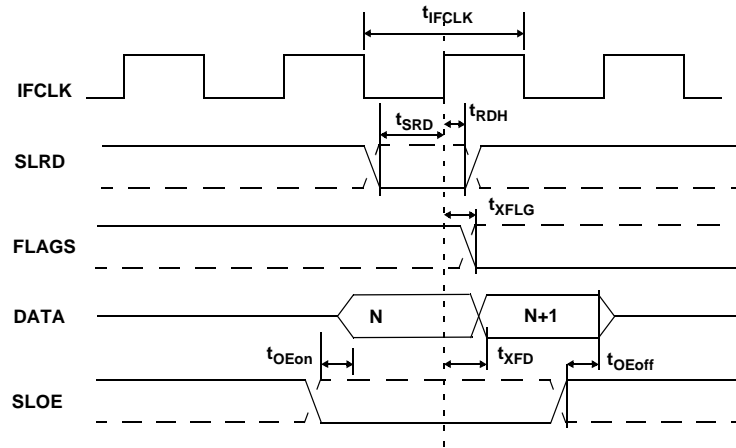 tIFCLK
IFCLK
tSRD
tRDH
SLRD
tXFLG
FLAGS
DATA
N
N+1
tOEon
tXFD
tOEoff
SLOE